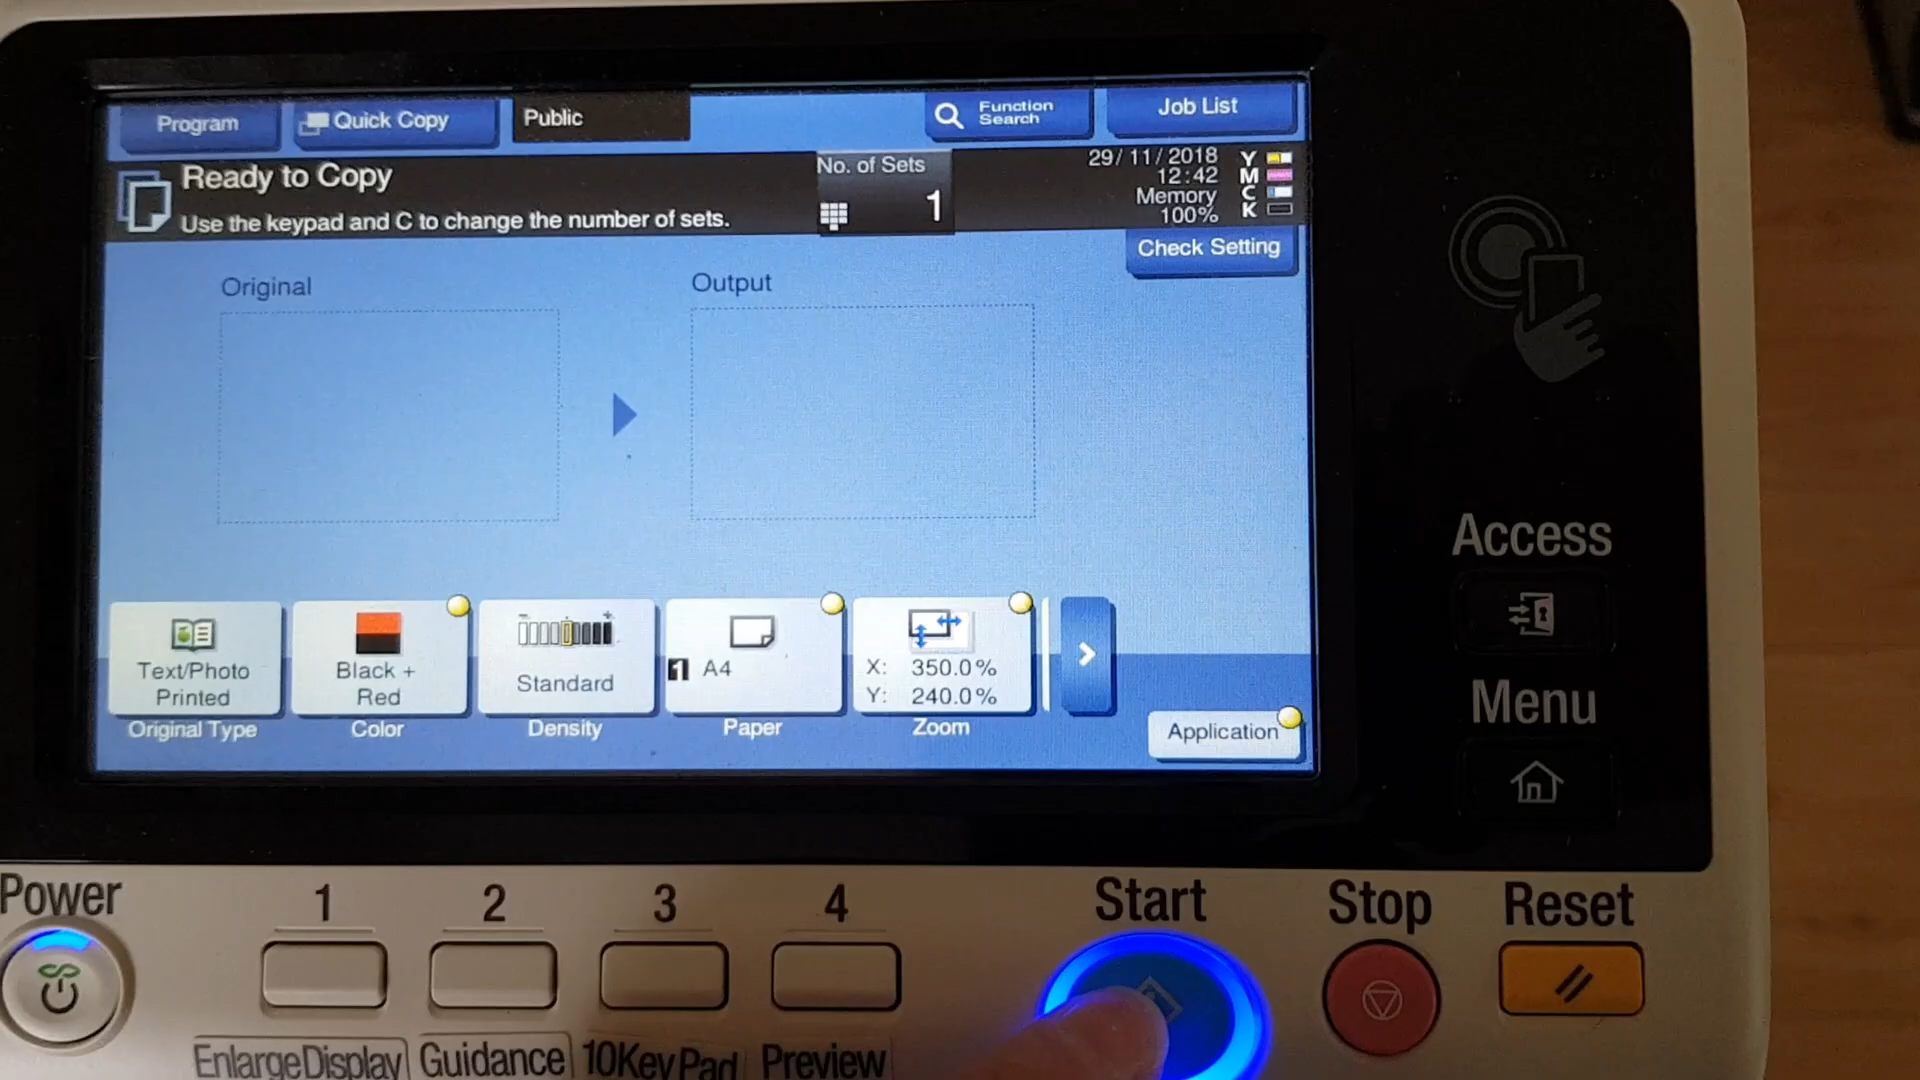 Program
Quick Copy
Public
Function
Search
Job List
Ready to Copy
Use the keypad and C to change the number of sets.
No. of Sets
1
29/11/2018
12:42
Memory
100%
Y
M
C
K
Check Setting
Original
Output
Text/Photo
Printed
Original Type
Black +
Red
Color
- +
Standard
Density
1 A4
Paper
X: 350.0%
Y: 240.0%
Zoom
Application
Access
Menu
Power
1
2
3
4
Start
Stop
Reset
Enlarge Display
Guidance
10Key Pad
Preview